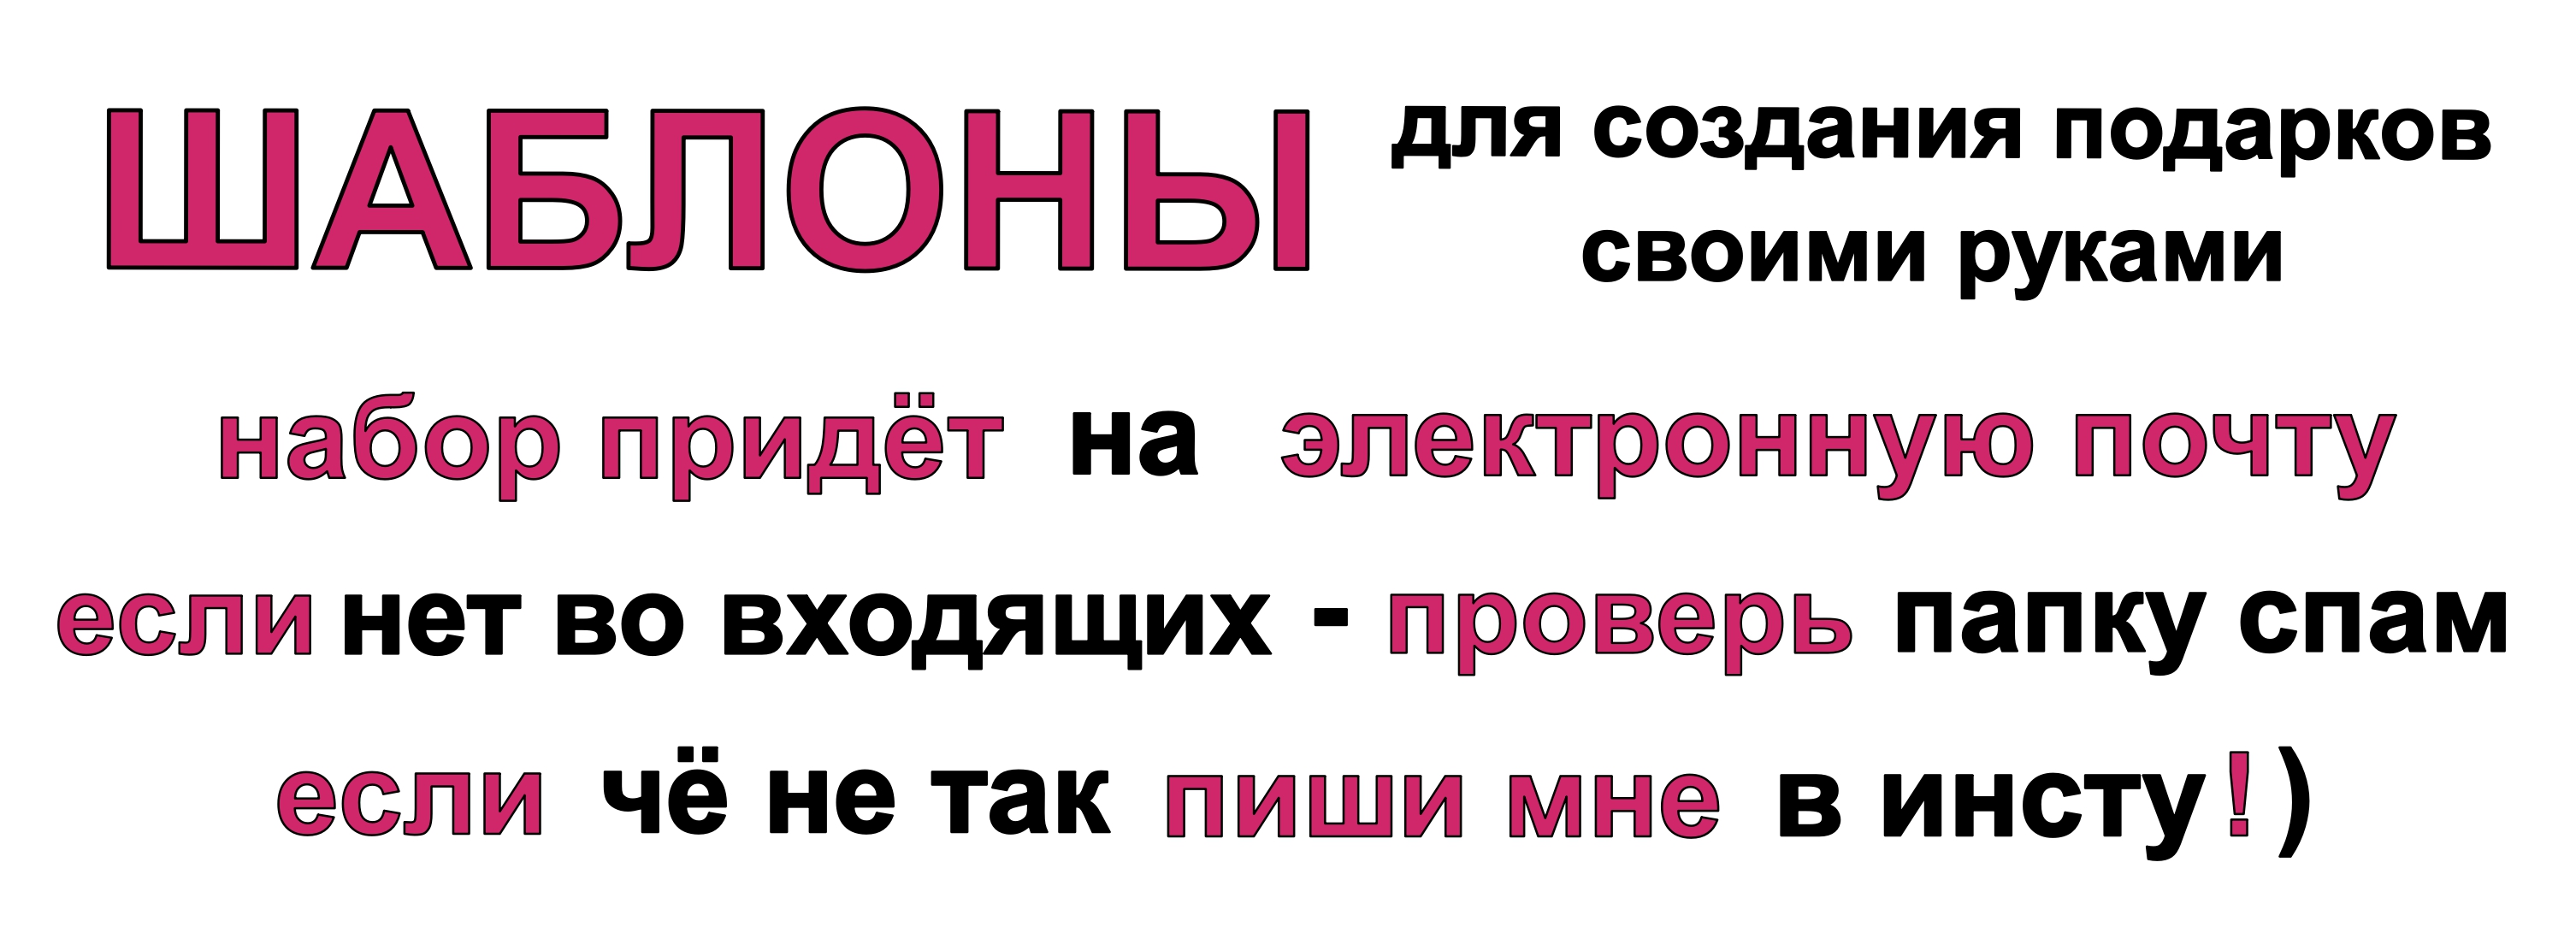 ШАБЛОНЫ для создания подарков
своими руками
набор придёт на электронную почту
если нет во входящих - проверь папку спам
если чё не так пиши мне в инсту!)